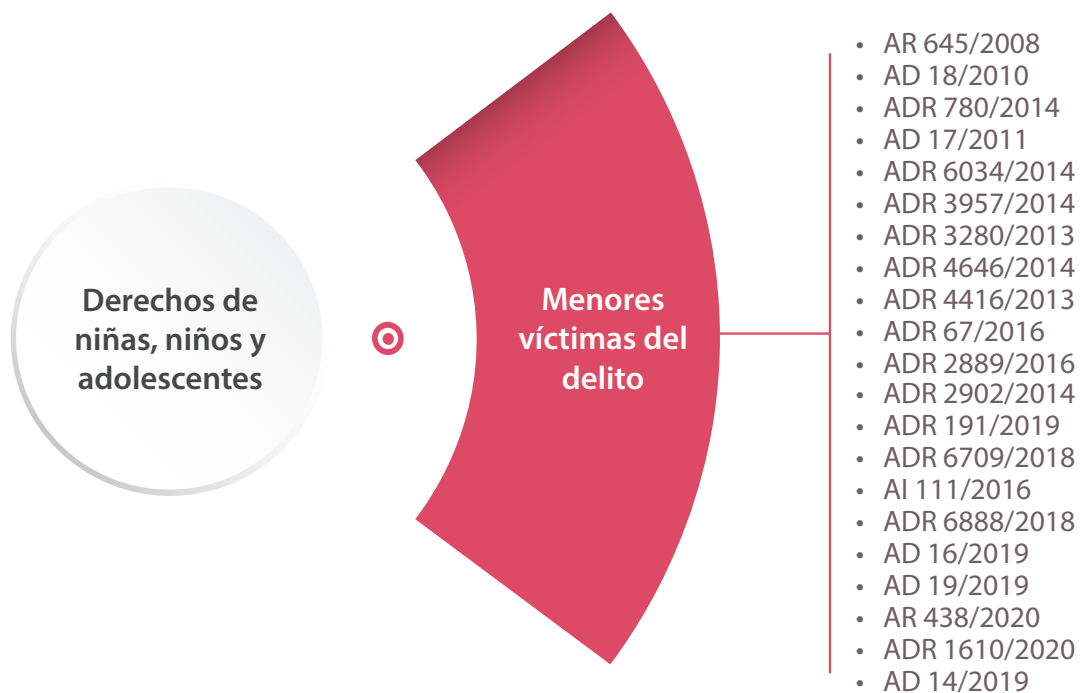 Derechos de
niñas, niños y
adolescentes
Menores
víctimas del
delito
• AR 645/2008
• AD 18/2010
• ADR 780/2014
• AD 17/2011
• ADR 6034/2014
• ADR 3957/2014
• ADR 3280/2013
• ADR 4646/2014
• ADR 4416/2013
• ADR 67/2016
• ADR 2889/2016
• ADR 2902/2014
• ADR 191/2019
• ADR 6709/2018
• AI 111/2016
• ADR 6888/2018
• AD 16/2019
• AD 19/2019
• AR 438/2020
• ADR 1610/2020
• AD 14/2019